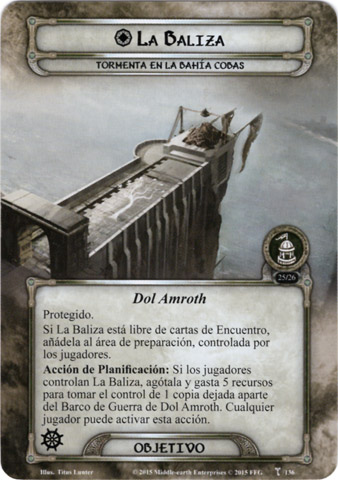 La Baliza
Tormenta en la Bahía Cobas
25/26
Dol Amroth
Protegido.
Si La Baliza está libre de cartas de Encuentro,
añádela al área de preparación, controlada por
los jugadores.
Acción de Planificación: Si los jugadores
controlan La Baliza, agótala y gasta 5 recursos
para tomar el control de 1 copia dejada aparte
del Barco de Guerra de Dol Amroth. Cualquier
jugador puede activar esta acción.
Objetivo
Illus. Titus Lunter
©2015 Middle-earth Enterprises ©2015 FFG
136